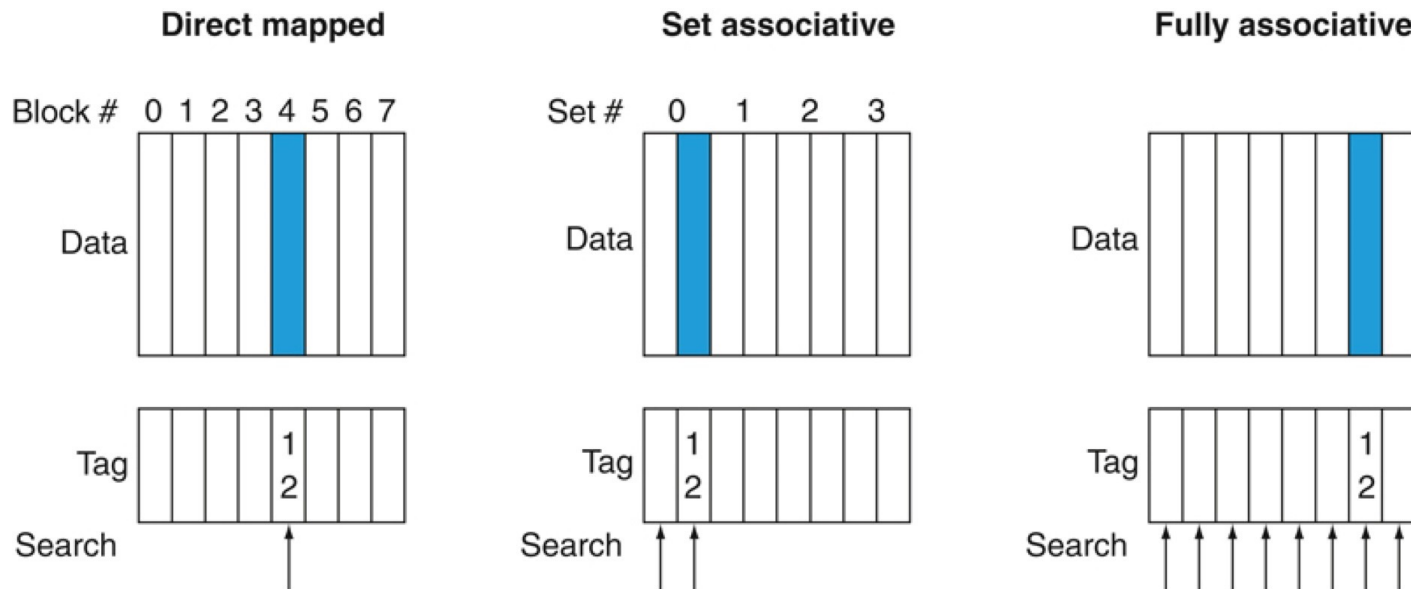 Direct mapped
Set associative
Fully associative
Block # 0 1 2 3 4 5 6 7
Set # 0 1 2 3
Data
Data
Data
Tag 1 2
Tag 1 2
Tag 1 2
Search
Search
Search